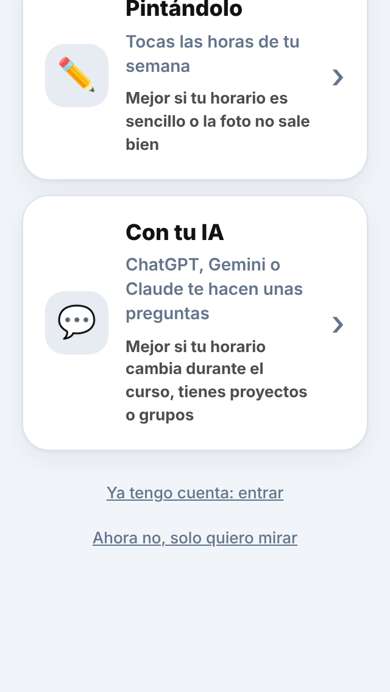 Pintándolo
Tocas las horas de tu
semana
Mejor si tu horario es
sencillo o la foto no sale
bien
Con tu IA
ChatGPT, Gemini o
Claude te hacen unas
preguntas
Mejor si tu horario
cambia durante el
curso, tienes proyectos
o grupos
Ya tengo cuenta: entrar
Ahora no, solo quiero mirar